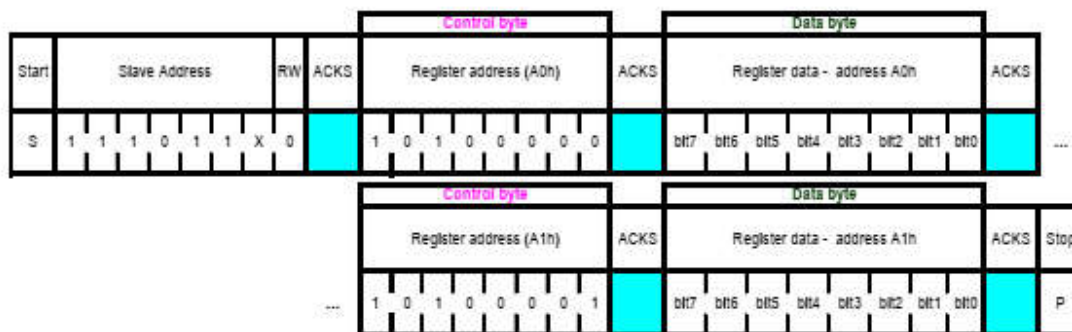 Control byte Data byte
Start Slave Address RW ACKS Register address (A0h) ACKS Register data - address A0h ACKS
S 1 1 1 0 1 1 X 0 1 0 1 0 0 0 0 0 bit7 bit6 bit5 bit4 bit3 bit2 bit1 bit0 ...
Control byte Data byte
Register address (A1h) ACKS Register data - address A1h ACKS Stop
... 1 0 1 0 0 0 0 1 bit7 bit6 bit5 bit4 bit3 bit2 bit1 bit0 P